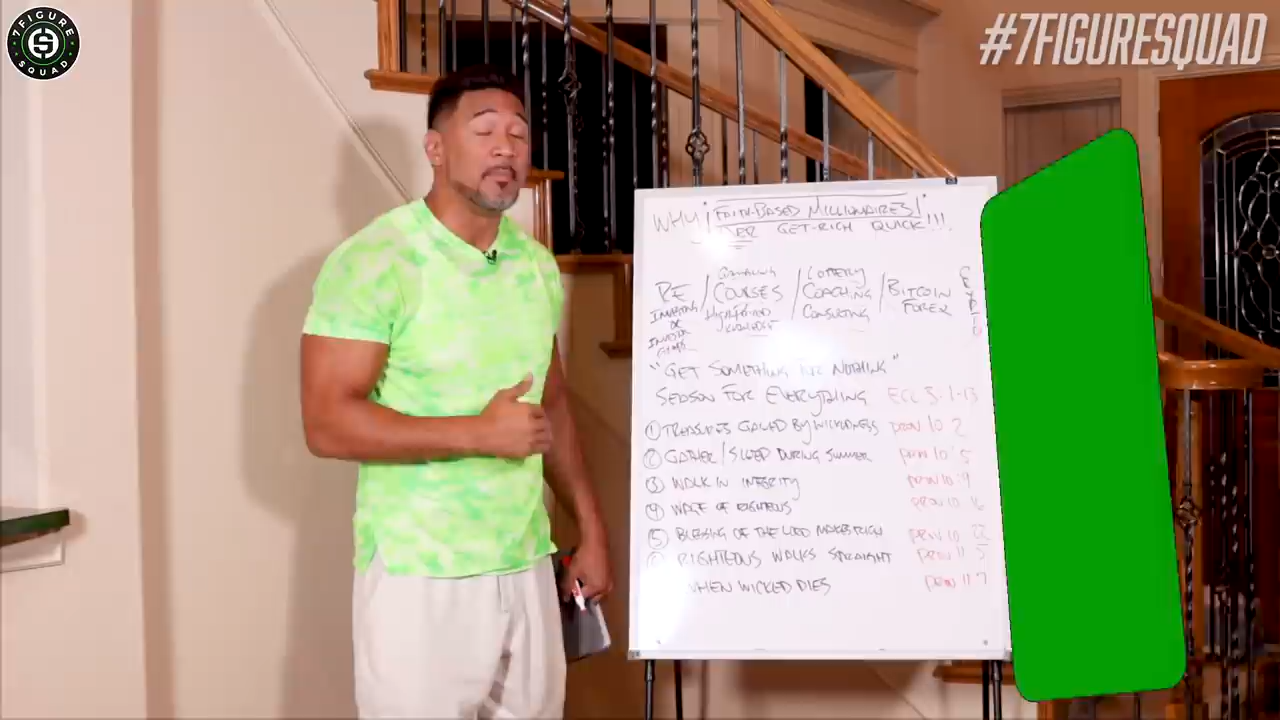 7 FIGURE SQUAD
#7FIGURESQUAD
WHY "FAITH-BASED MILLIONAIRES!"
GET-RICH QUICK!!!
RE / COURSES / LOTTERY COACHING CONSULTING / BITCOIN FOREX
INVESTING
OR
"GET SOMETHING FOR NOTHING"
SEASON FOR EVERYTHING ECC 3:1-13
① TREASURES GAINED BY WICKEDNESS PROV 10:2
② GATHER/SLEEP DURING SUMMER PROV 10:5
③ WALK IN INTEGRITY PROV 10:9
④ WAGE OF RIGHTEOUS PROV 10:16
⑤ BLESSING OF THE LORD MAKES RICH PROV 10:22
⑥ RIGHTEOUS WALKS STRAIGHT PROV 11:5
WHEN WICKED DIES PROV 11:7